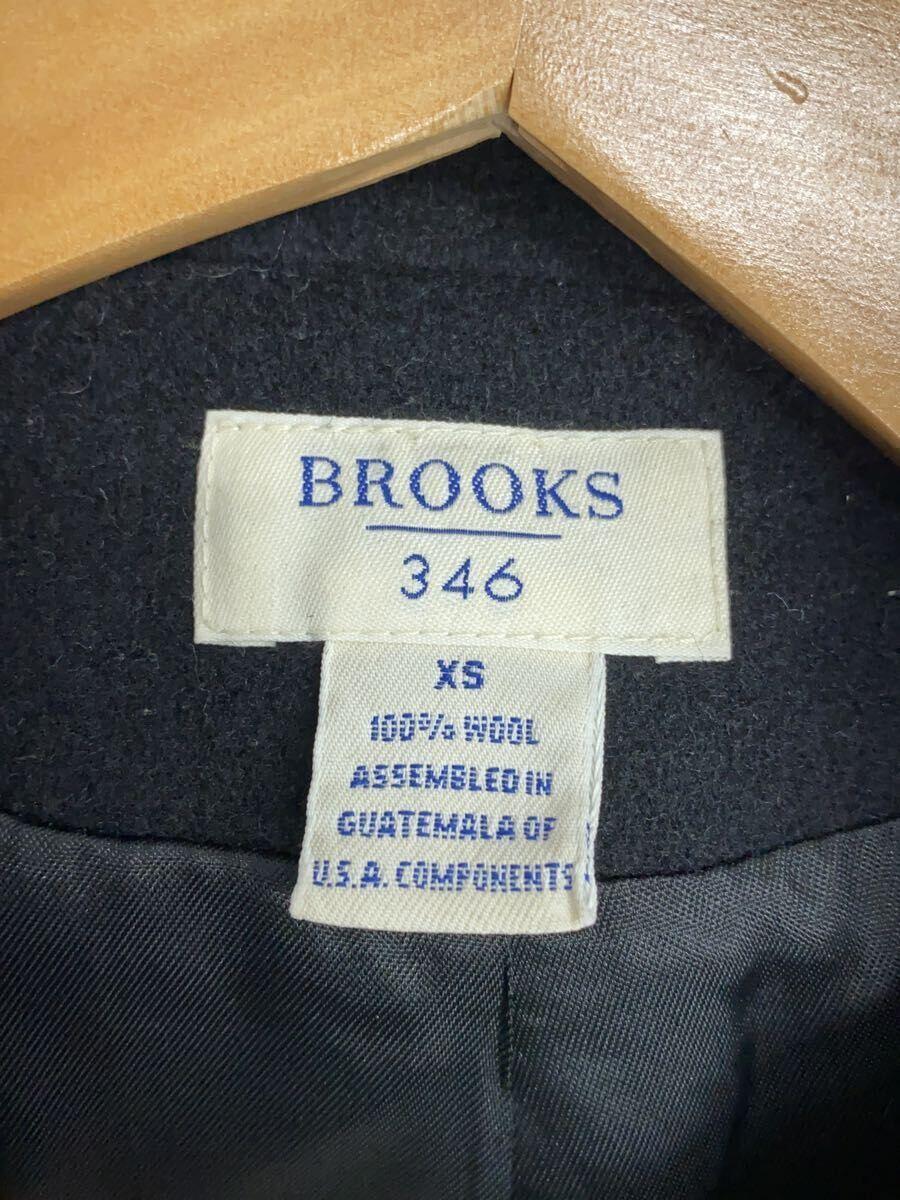 BROOKS
346
XS
100% WOOL
ASSEMBLED IN
GUATEMALA OF
U.S.A. COMPONENTS